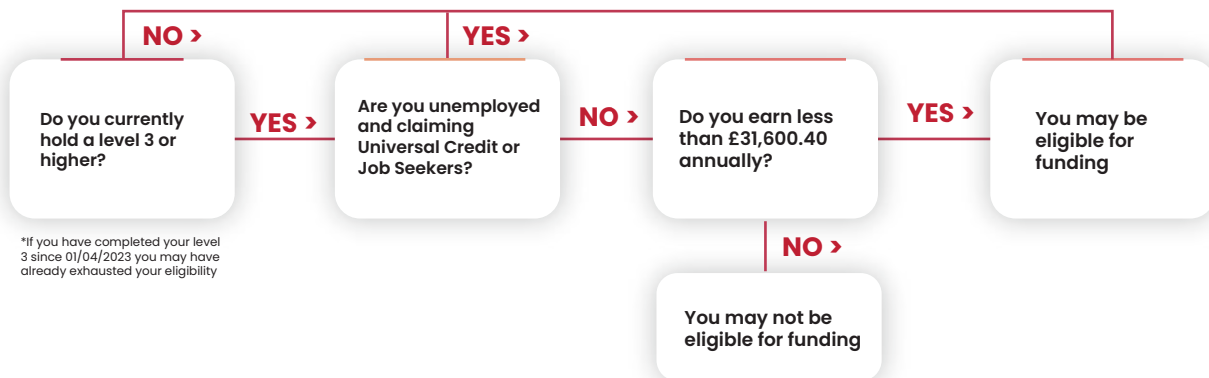 NO >
YES >
Do you currently
hold a level 3 or
higher?
YES >
Are you unemployed
and claiming
Universal Credit or
Job Seekers?
NO >
Do you earn less
than £31,600.40
annually?
YES >
You may be
eligible for
funding
*If you have completed your level
3 since 01/04/2023 you may have
already exhausted your eligibility
NO >
You may not be
eligible for funding